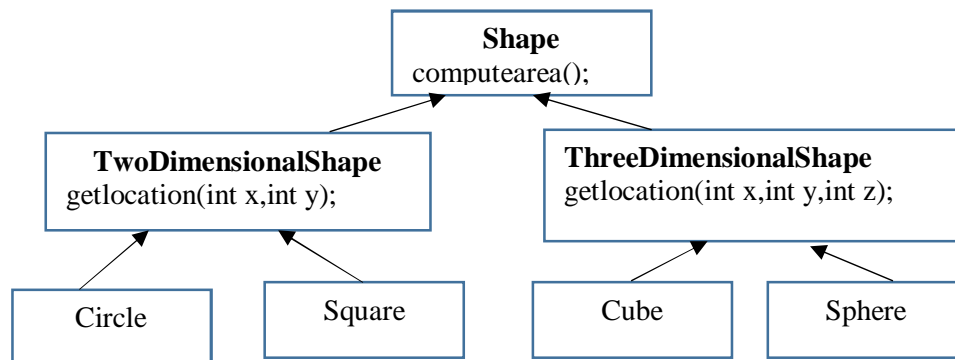 Shape
computearea();
TwoDimensionalShape
getlocation(int x,int y);
ThreeDimensionalShape
getlocation(int x,int y,int z);
Circle
Square
Cube
Sphere